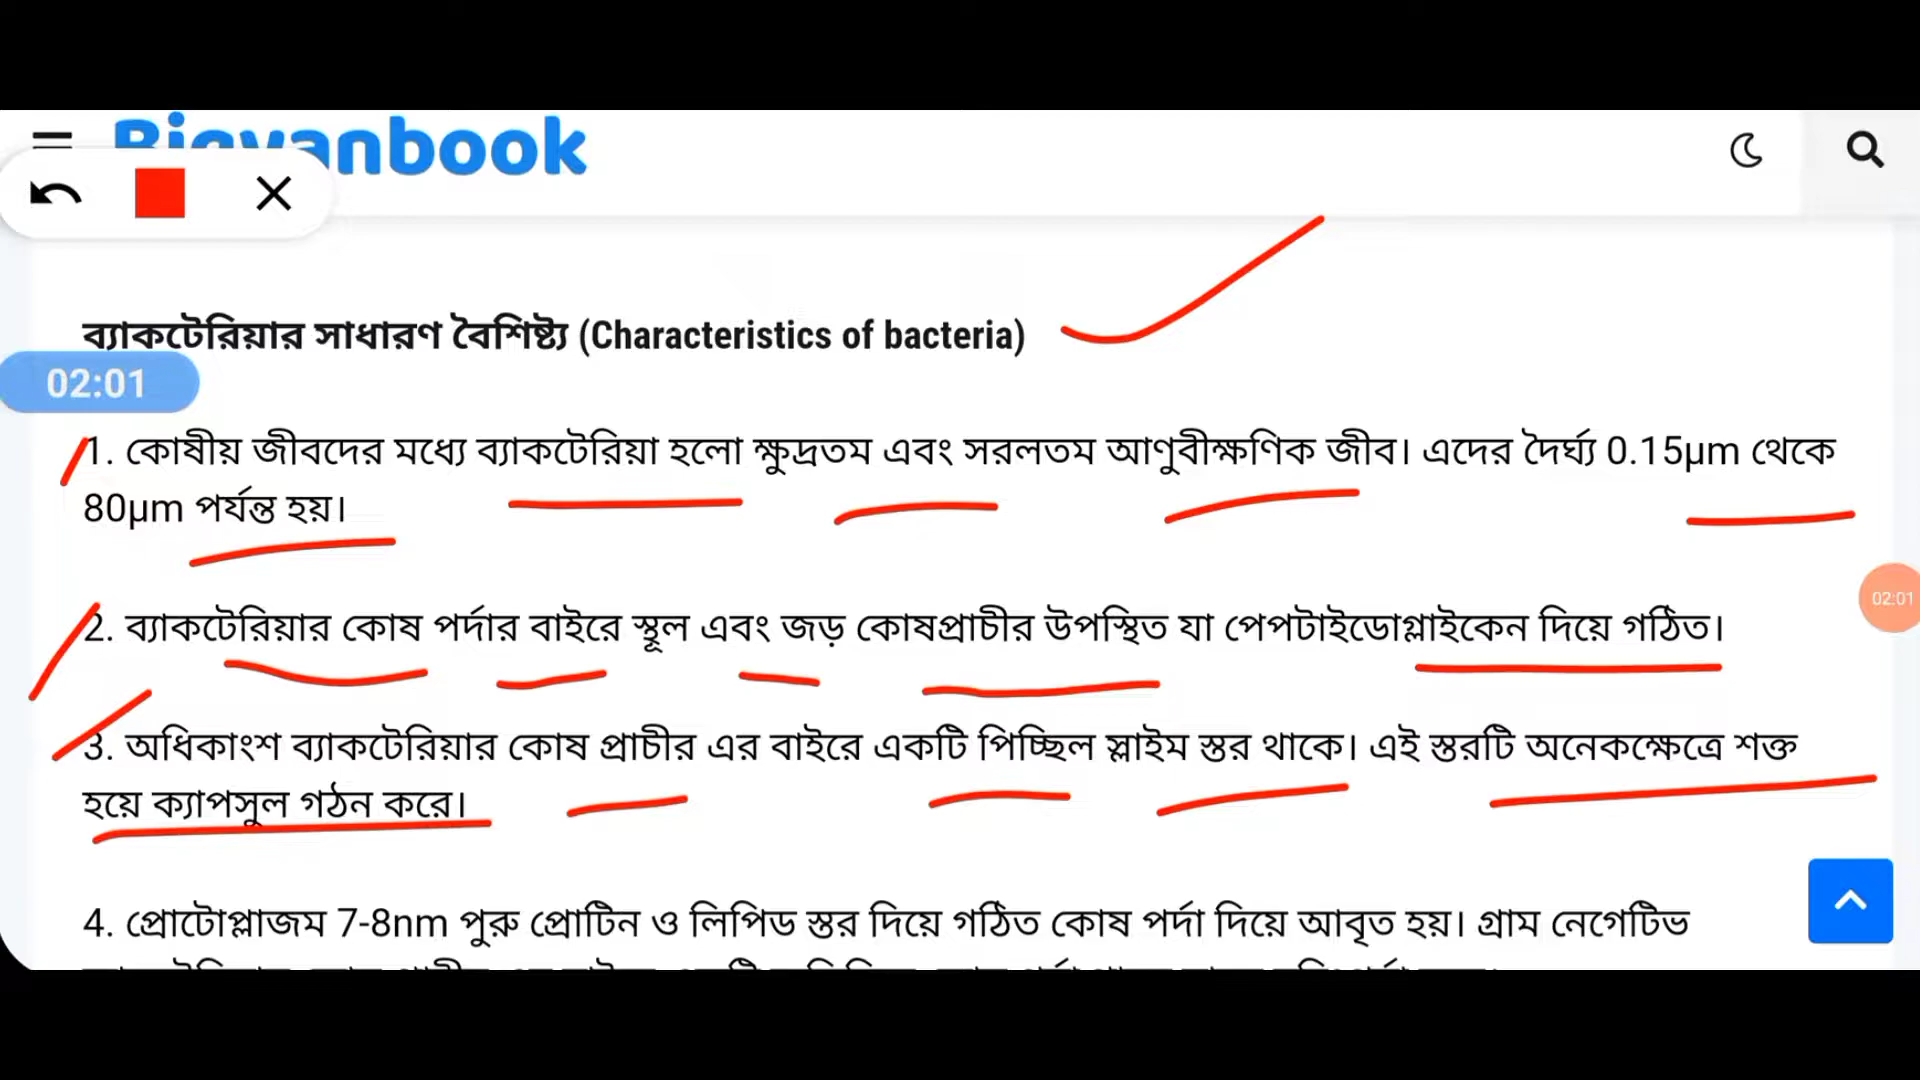 Bigyanbook
ব্যাকটেরিয়ার সাধারণ বৈশিষ্ট্য (Characteristics of bacteria)
02:01
1. কোষীয় জীবদের মধ্যে ব্যাকটেরিয়া হলো ক্ষুদ্রতম এবং সরলতম আণুবীক্ষণিক জীব। এদের দৈর্ঘ্য 0.15µm থেকে
80µm পর্যন্ত হয়।
02:01
2. ব্যাকটেরিয়ার কোষ পর্দার বাইরে স্থূল এবং জড় কোষপ্রাচীর উপস্থিত যা পেপটাইডোগ্লাইকেন দিয়ে গঠিত।
3. অধিকাংশ ব্যাকটেরিয়ার কোষ প্রাচীর এর বাইরে একটি পিচ্ছিল স্লাইম স্তর থাকে। এই স্তরটি অনেকক্ষেত্রে শক্ত
হয়ে ক্যাপসুল গঠন করে।
4. প্রোটোপ্লাজম 7-8nm পুরু প্রোটিন ও লিপিড স্তর দিয়ে গঠিত কোষ পর্দা দিয়ে আবৃত হয়। গ্রাম নেগেটিভ